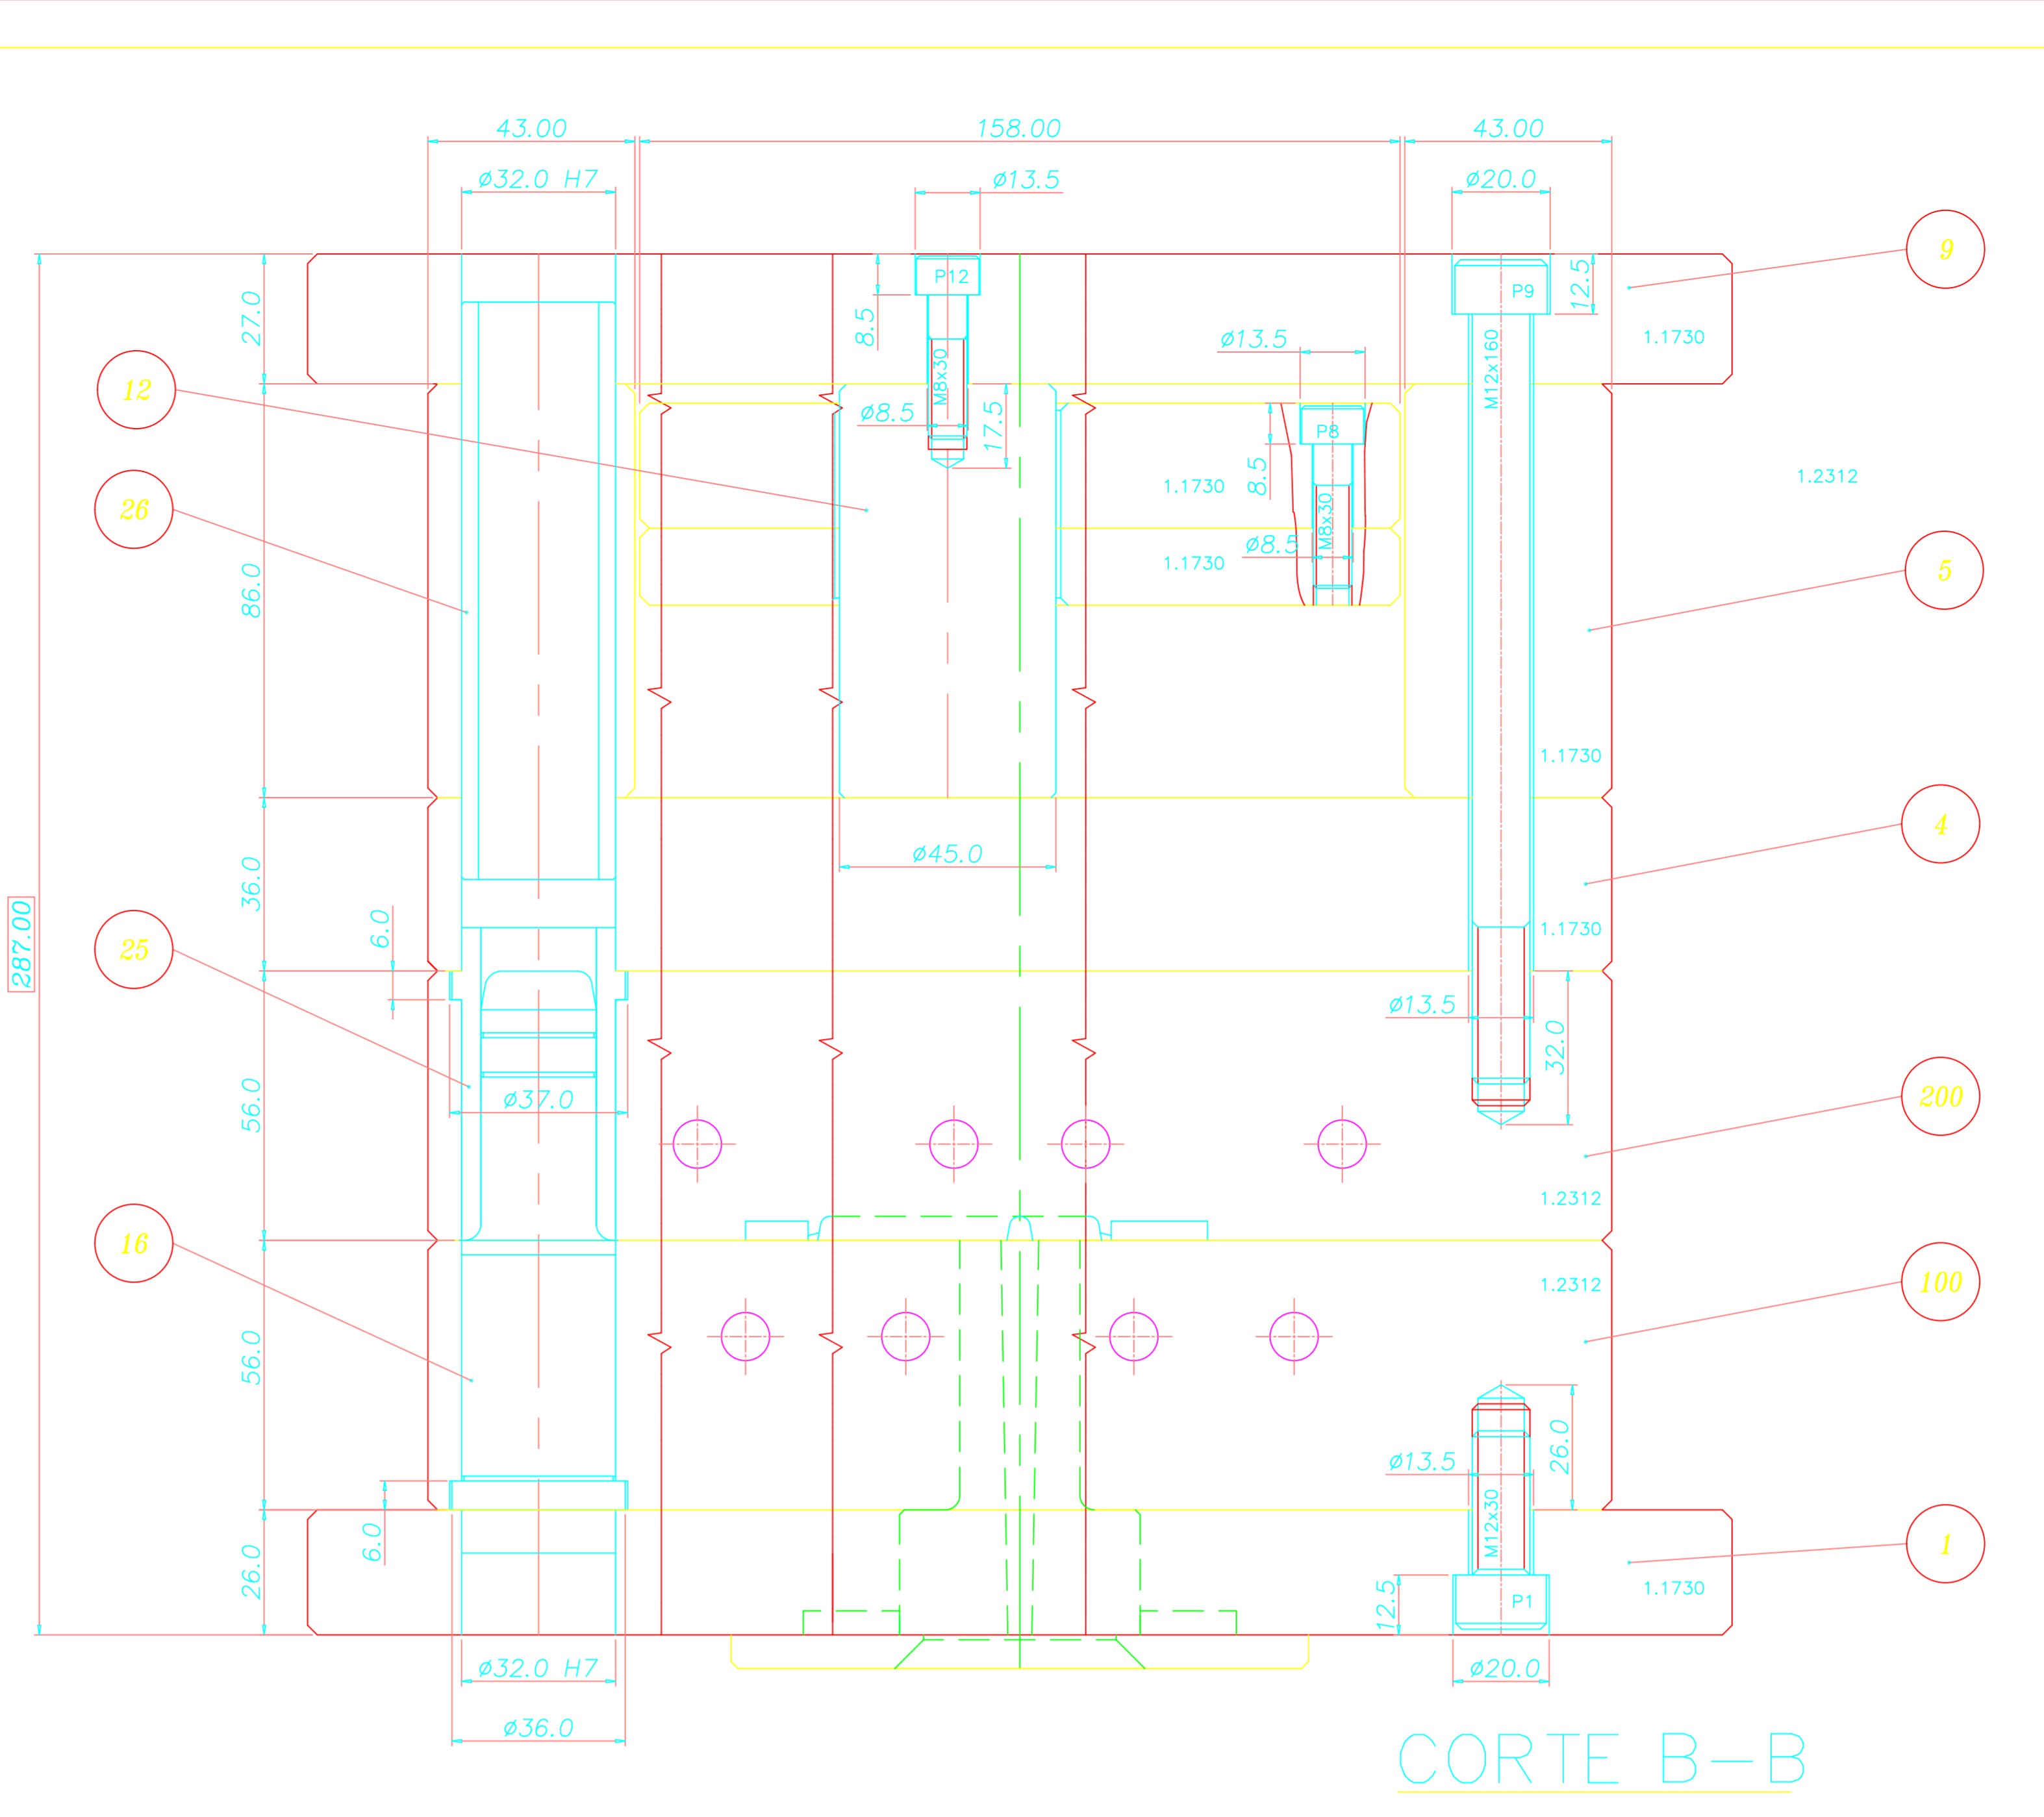 43.00 158.00 43.00
ø32.0 H7 ø13.5 ø20.0
9
P12 P9 12.5
27.0 8.5 ø13.5 1.1730
12 M8x30 M12x160
ø8.5 17.5 P8
26 1.1730 8.5 1.2312
M8x30
86.0 1.1730 ø8.5 5
1.1730
4
36.0 ø45.0
287.00 25 6.0 1.1730
ø13.5 32.0
56.0 ø37.0 200
1.2312
16 1.2312 100
56.0
ø13.5 26.0
6.0 M12x30 1
26.0 12.5 P1 1.1730
ø32.0 H7 ø20.0
ø36.0
CORTE B-B